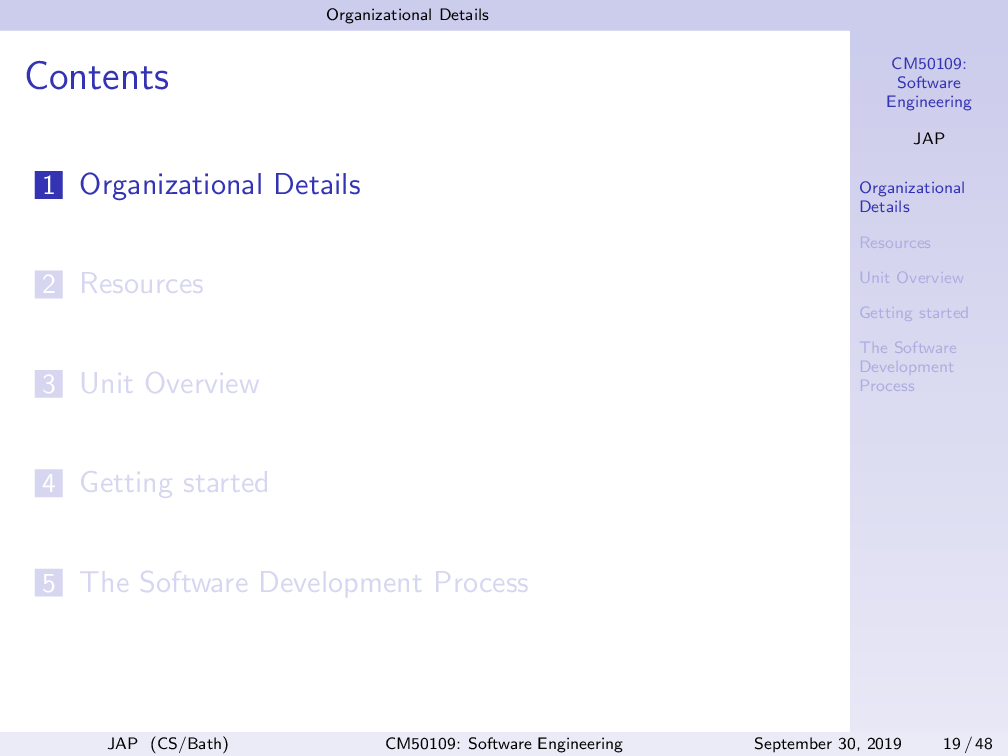 Organizational Details
Contents
1 Organizational Details
2 Resources
3 Unit Overview
4 Getting started
5 The Software Development Process
CM50109:
Software
Engineering
JAP
Organizational
Details
Resources
Unit Overview
Getting started
The Software
Development
Process
JAP (CS/Bath) CM50109: Software Engineering September 30, 2019 19 / 48